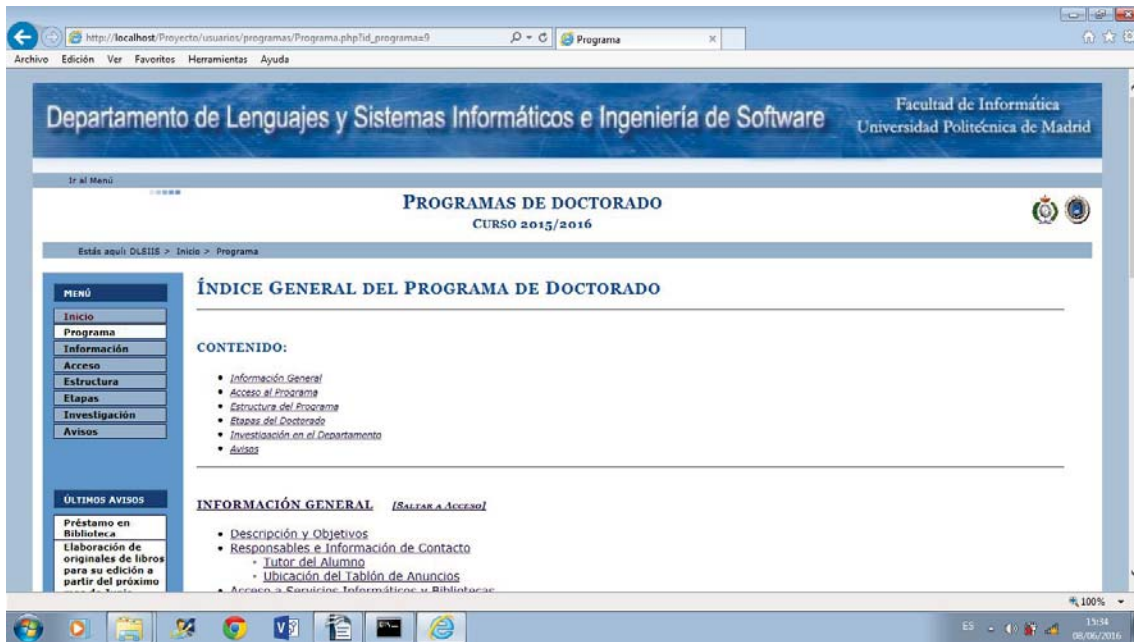 http://localhost/Proyecto/usuarios/programas/Programa.php?id_programa=9
Programa
Archivo Edición Ver Favoritos Herramientas Ayuda
Departamento de Lenguajes y Sistemas Informáticos e Ingeniería de Software
Facultad de Informática
Universidad Politécnica de Madrid
Ir al Menú
PROGRAMAS DE DOCTORADO
CURSO 2015/2016
Estás aquí: DLSIIS > Inicio > Programa
MENÚ
Inicio
Programa
Información
Acceso
Estructura
Etapas
Investigación
Avisos
ÚLTIMOS AVISOS
Préstamo en
Biblioteca
Elaboración de
originales de libros
para su edición a
partir del próximo
ÍNDICE GENERAL DEL PROGRAMA DE DOCTORADO
CONTENIDO:
Información General
Acceso al Programa
Estructura del Programa
Etapas del Doctorado
Investigación en el Departamento
Avisos
INFORMACIÓN GENERAL [SALTAR A ACCESO]
Descripción y Objetivos
Responsables e Información de Contacto
Tutor del Alumno
Ubicación del Tablón de Anuncios
Acceso a Servicios Informáticos y Bibliotecas
100%
ES
15:34
08/06/2016